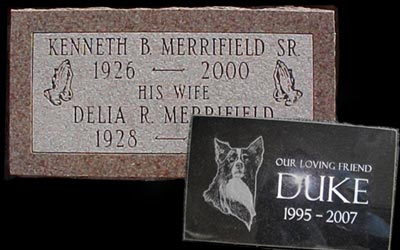 KENNETH B. MERRIFIELD SR.
1926 — 2000
HIS WIFE
DELIA R. MERRIFIELD
1928 —
OUR LOVING FRIEND
DUKE
1995 - 2007